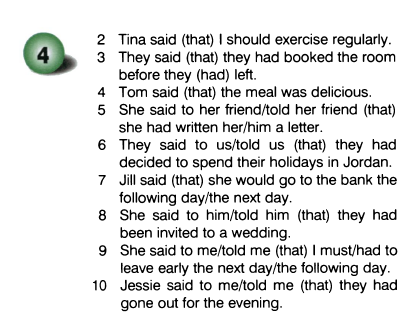 4
2 Tina said (that) I should exercise regularly.
3 They said (that) they had booked the room
before they (had) left.
4 Tom said (that) the meal was delicious.
5 She said to her friend/told her friend (that)
she had written her/him a letter.
6 They said to us/told us (that) they had
decided to spend their holidays in Jordan.
7 Jill said (that) she would go to the bank the
following day/the next day.
8 She said to him/told him (that) they had
been invited to a wedding.
9 She said to me/told me (that) I must/had to
leave early the next day/the following day.
10 Jessie said to me/told me (that) they had
gone out for the evening.